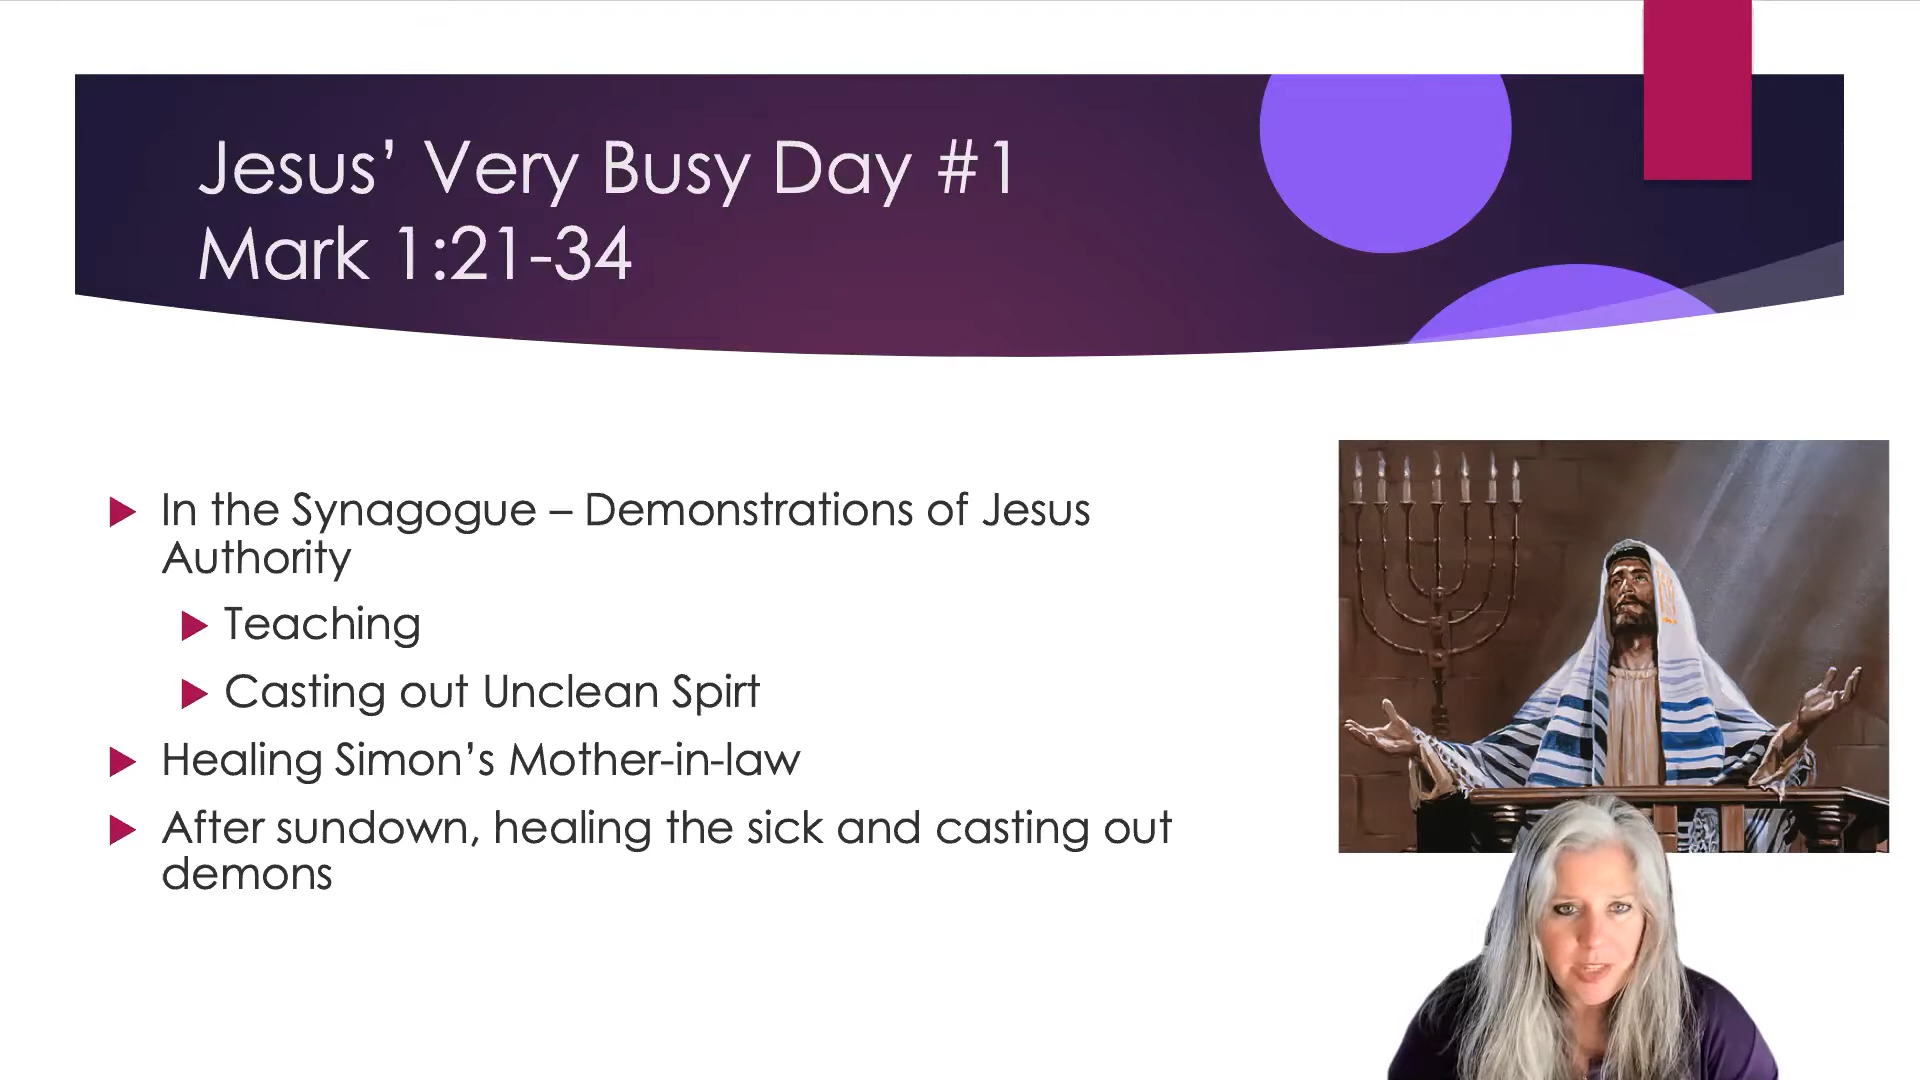 Jesus’ Very Busy Day #1
Mark 1:21-34
In the Synagogue – Demonstrations of Jesus
Authority
Teaching
Casting out Unclean Spirt
Healing Simon’s Mother-in-law
After sundown, healing the sick and casting out
demons